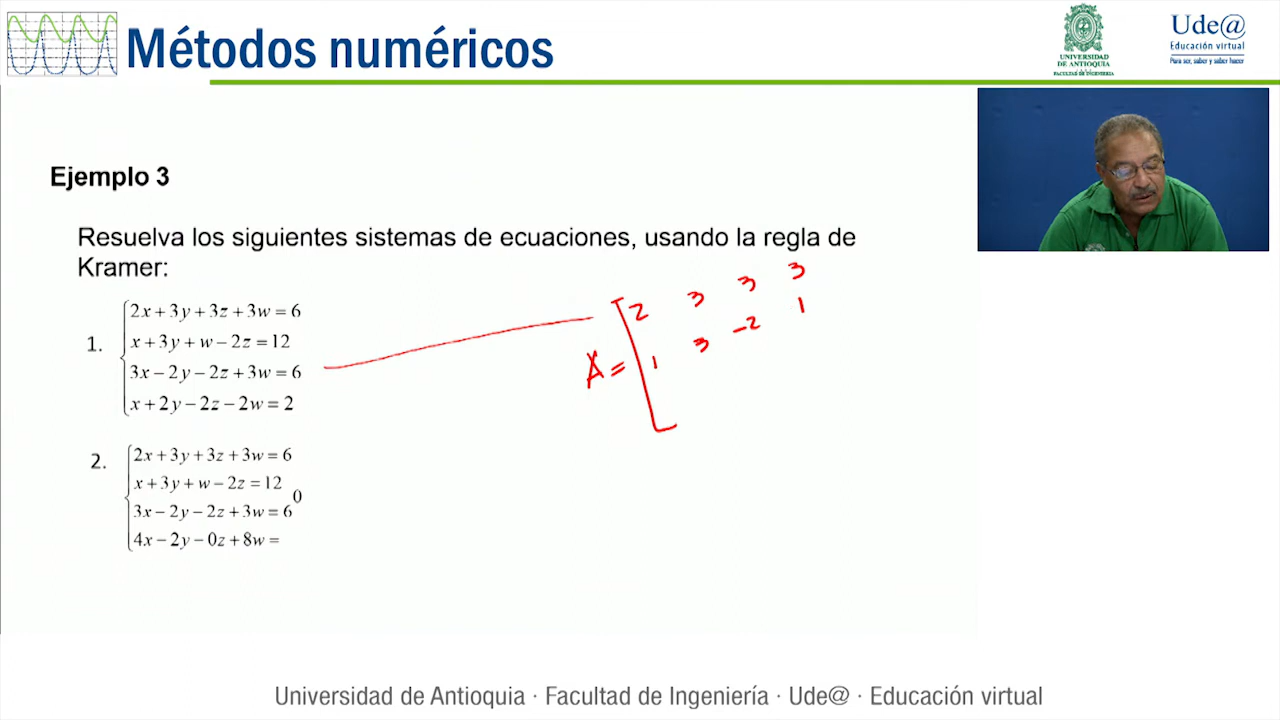 Métodos numéricos
UNIVERSIDAD
DE ANTIOQUIA
FACULTAD DE INGENIERÍA
Ude@
Educación virtual
Para ser, saber y saber hacer
Ejemplo 3
Resuelva los siguientes sistemas de ecuaciones, usando la regla de
Kramer:
1.
2x + 3y + 3z + 3w = 6
x + 3y + w − 2z = 12
3x − 2y − 2z + 3w = 6
x + 2y − 2z − 2w = 2
2.
2x + 3y + 3z + 3w = 6
x + 3y + w − 2z = 12
0
3x − 2y − 2z + 3w = 6
4x − 2y − 0z + 8w =
A =
2 3 3 3
1 3 -2 1
Universidad de Antioquia · Facultad de Ingeniería · Ude@ · Educación virtual